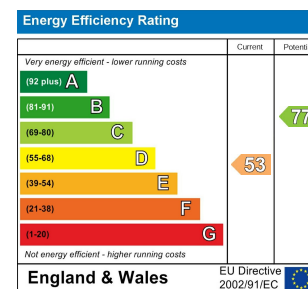 Energy Efficiency Rating
Current Potenti
Very energy efficient - lower running costs
(92 plus) A
(81-91) B
77
(69-80) C
(55-68) D
53
(39-54) E
(21-38) F
(1-20) G
Not energy efficient - higher running costs
England & Wales
EU Directive
2002/91/EC